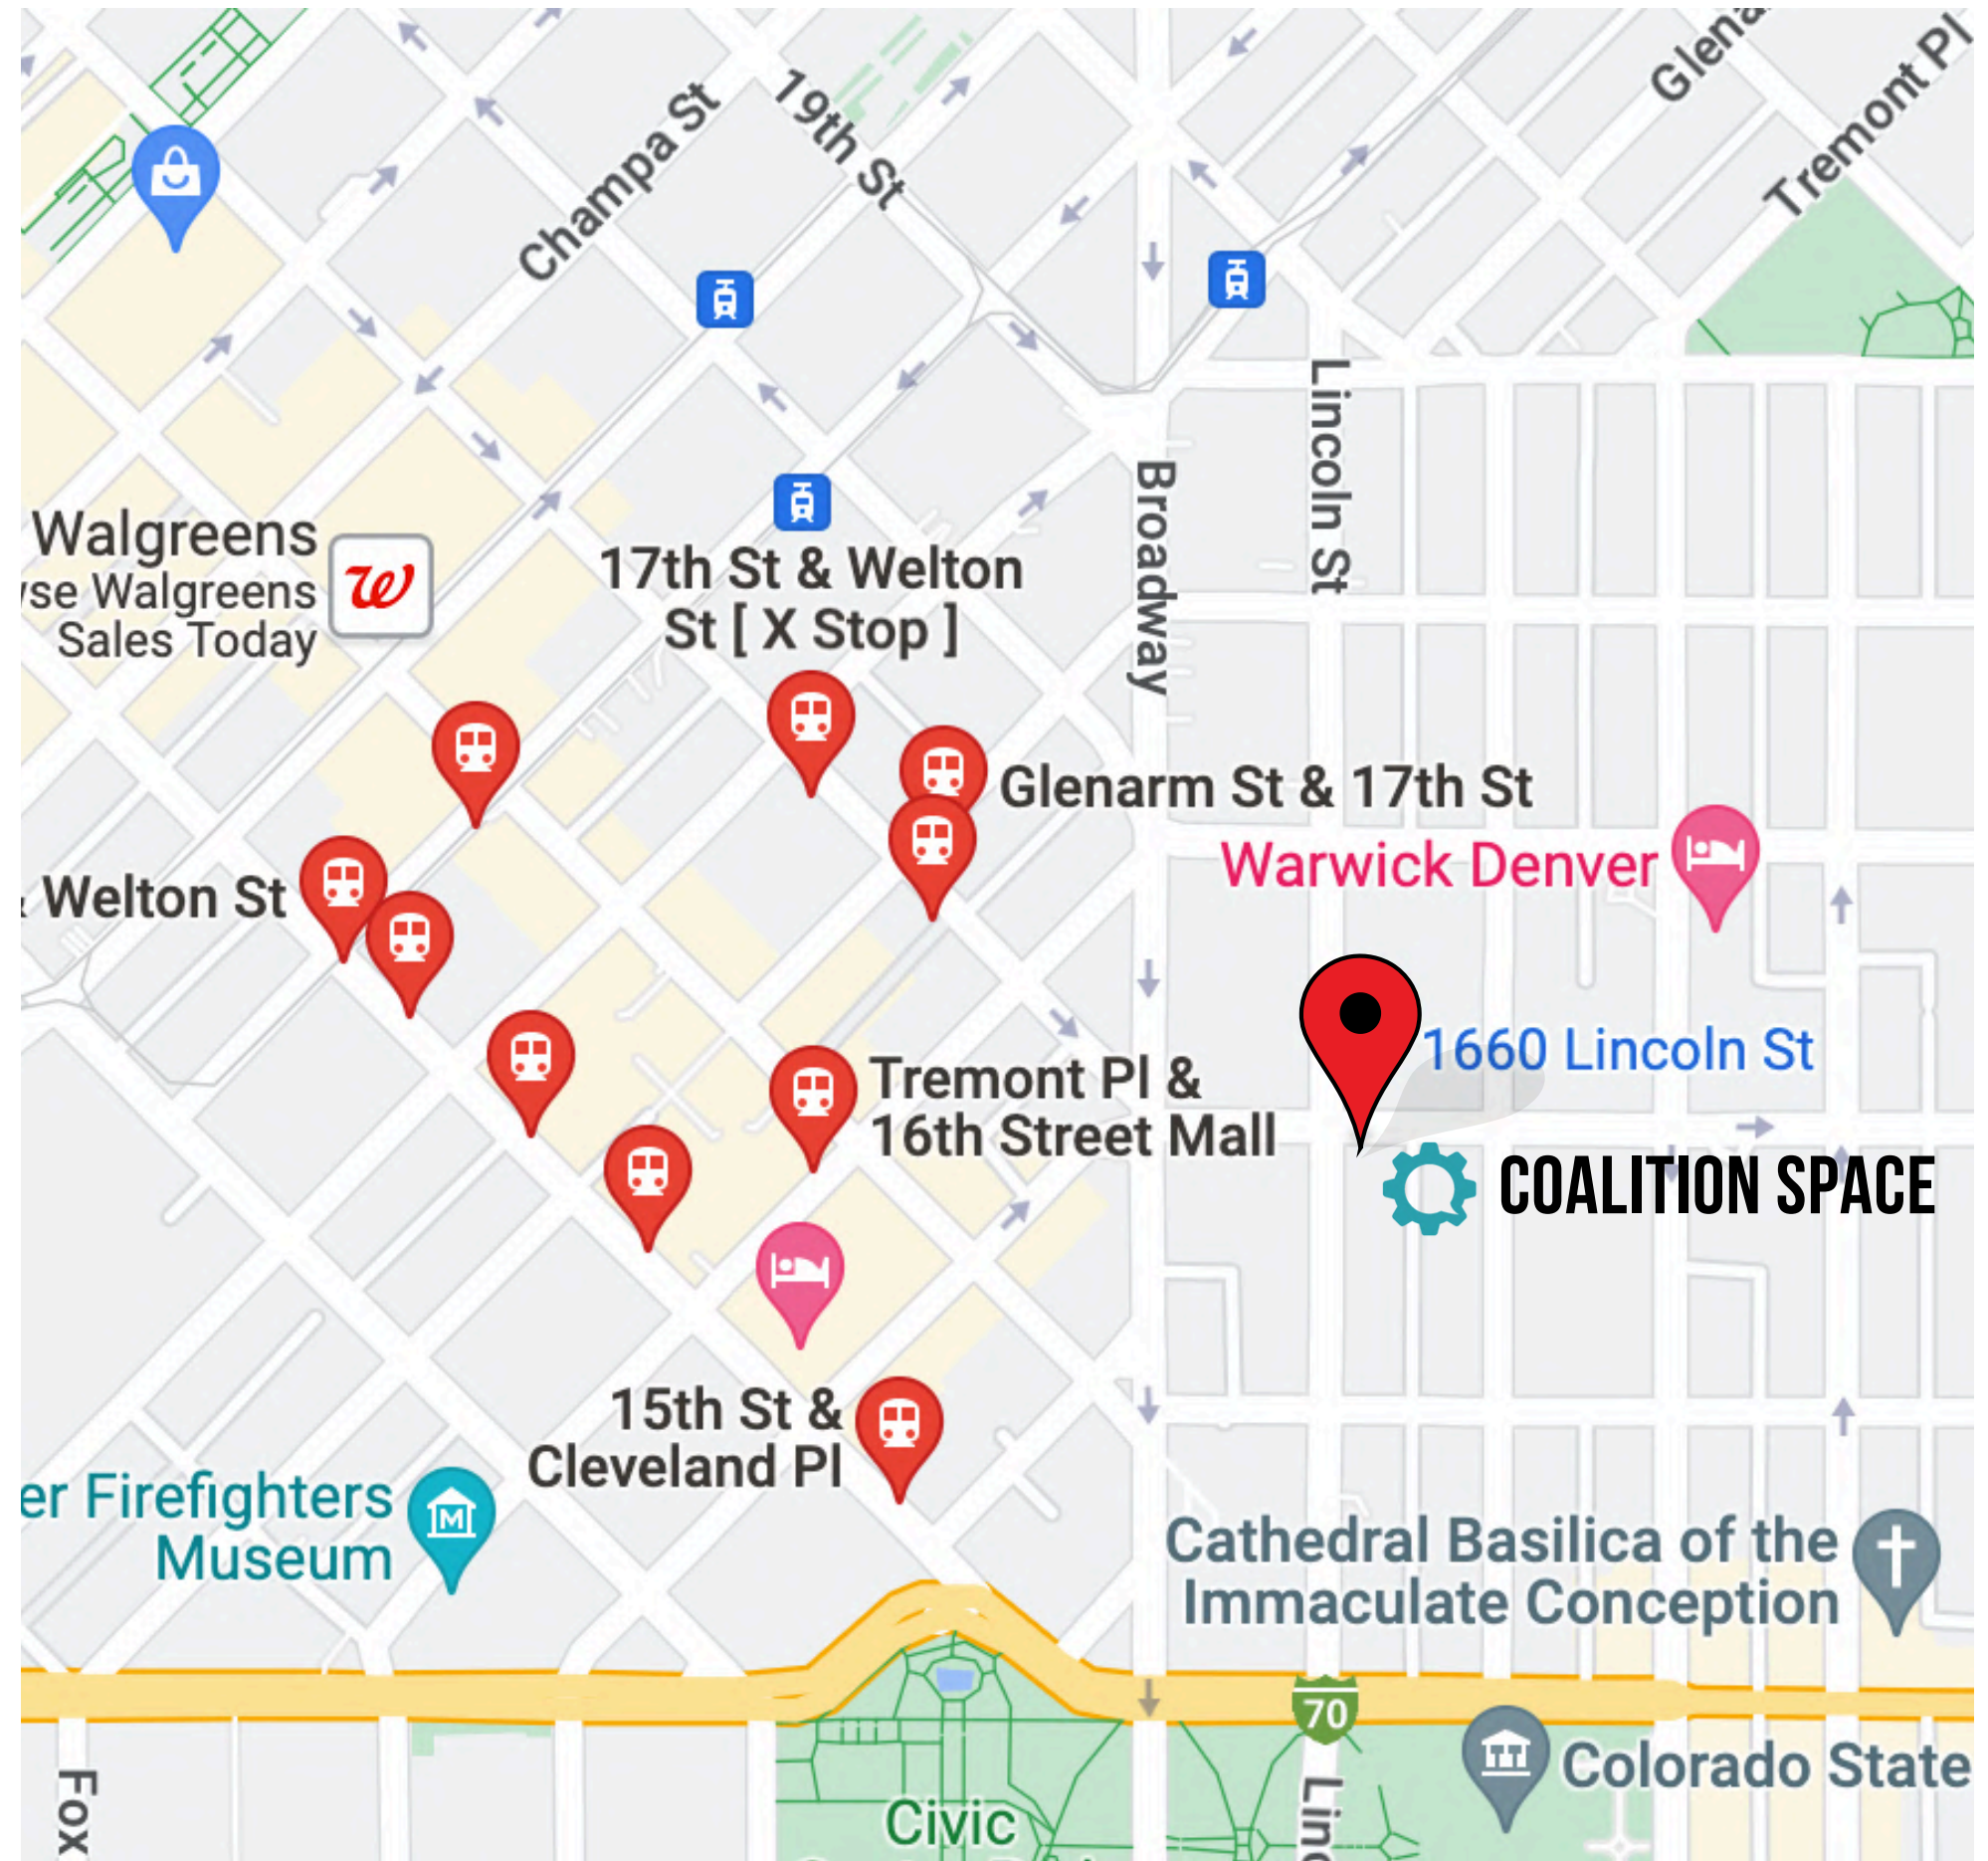 Glena
Tremont Pl
Champa St
19th St
Lincoln St
Broadway
Walgreens
se Walgreens
Sales Today
W
17th St & Welton
St [ X Stop ]
Glenarm St & 17th St
Warwick Denver
& Welton St
1660 Lincoln St
Tremont Pl &
16th Street Mall
COALITION SPACE
15th St &
Cleveland Pl
er Firefighters
Museum
M
Cathedral Basilica of the
Immaculate Conception
70
Colorado State
Fox
Linc
Civic